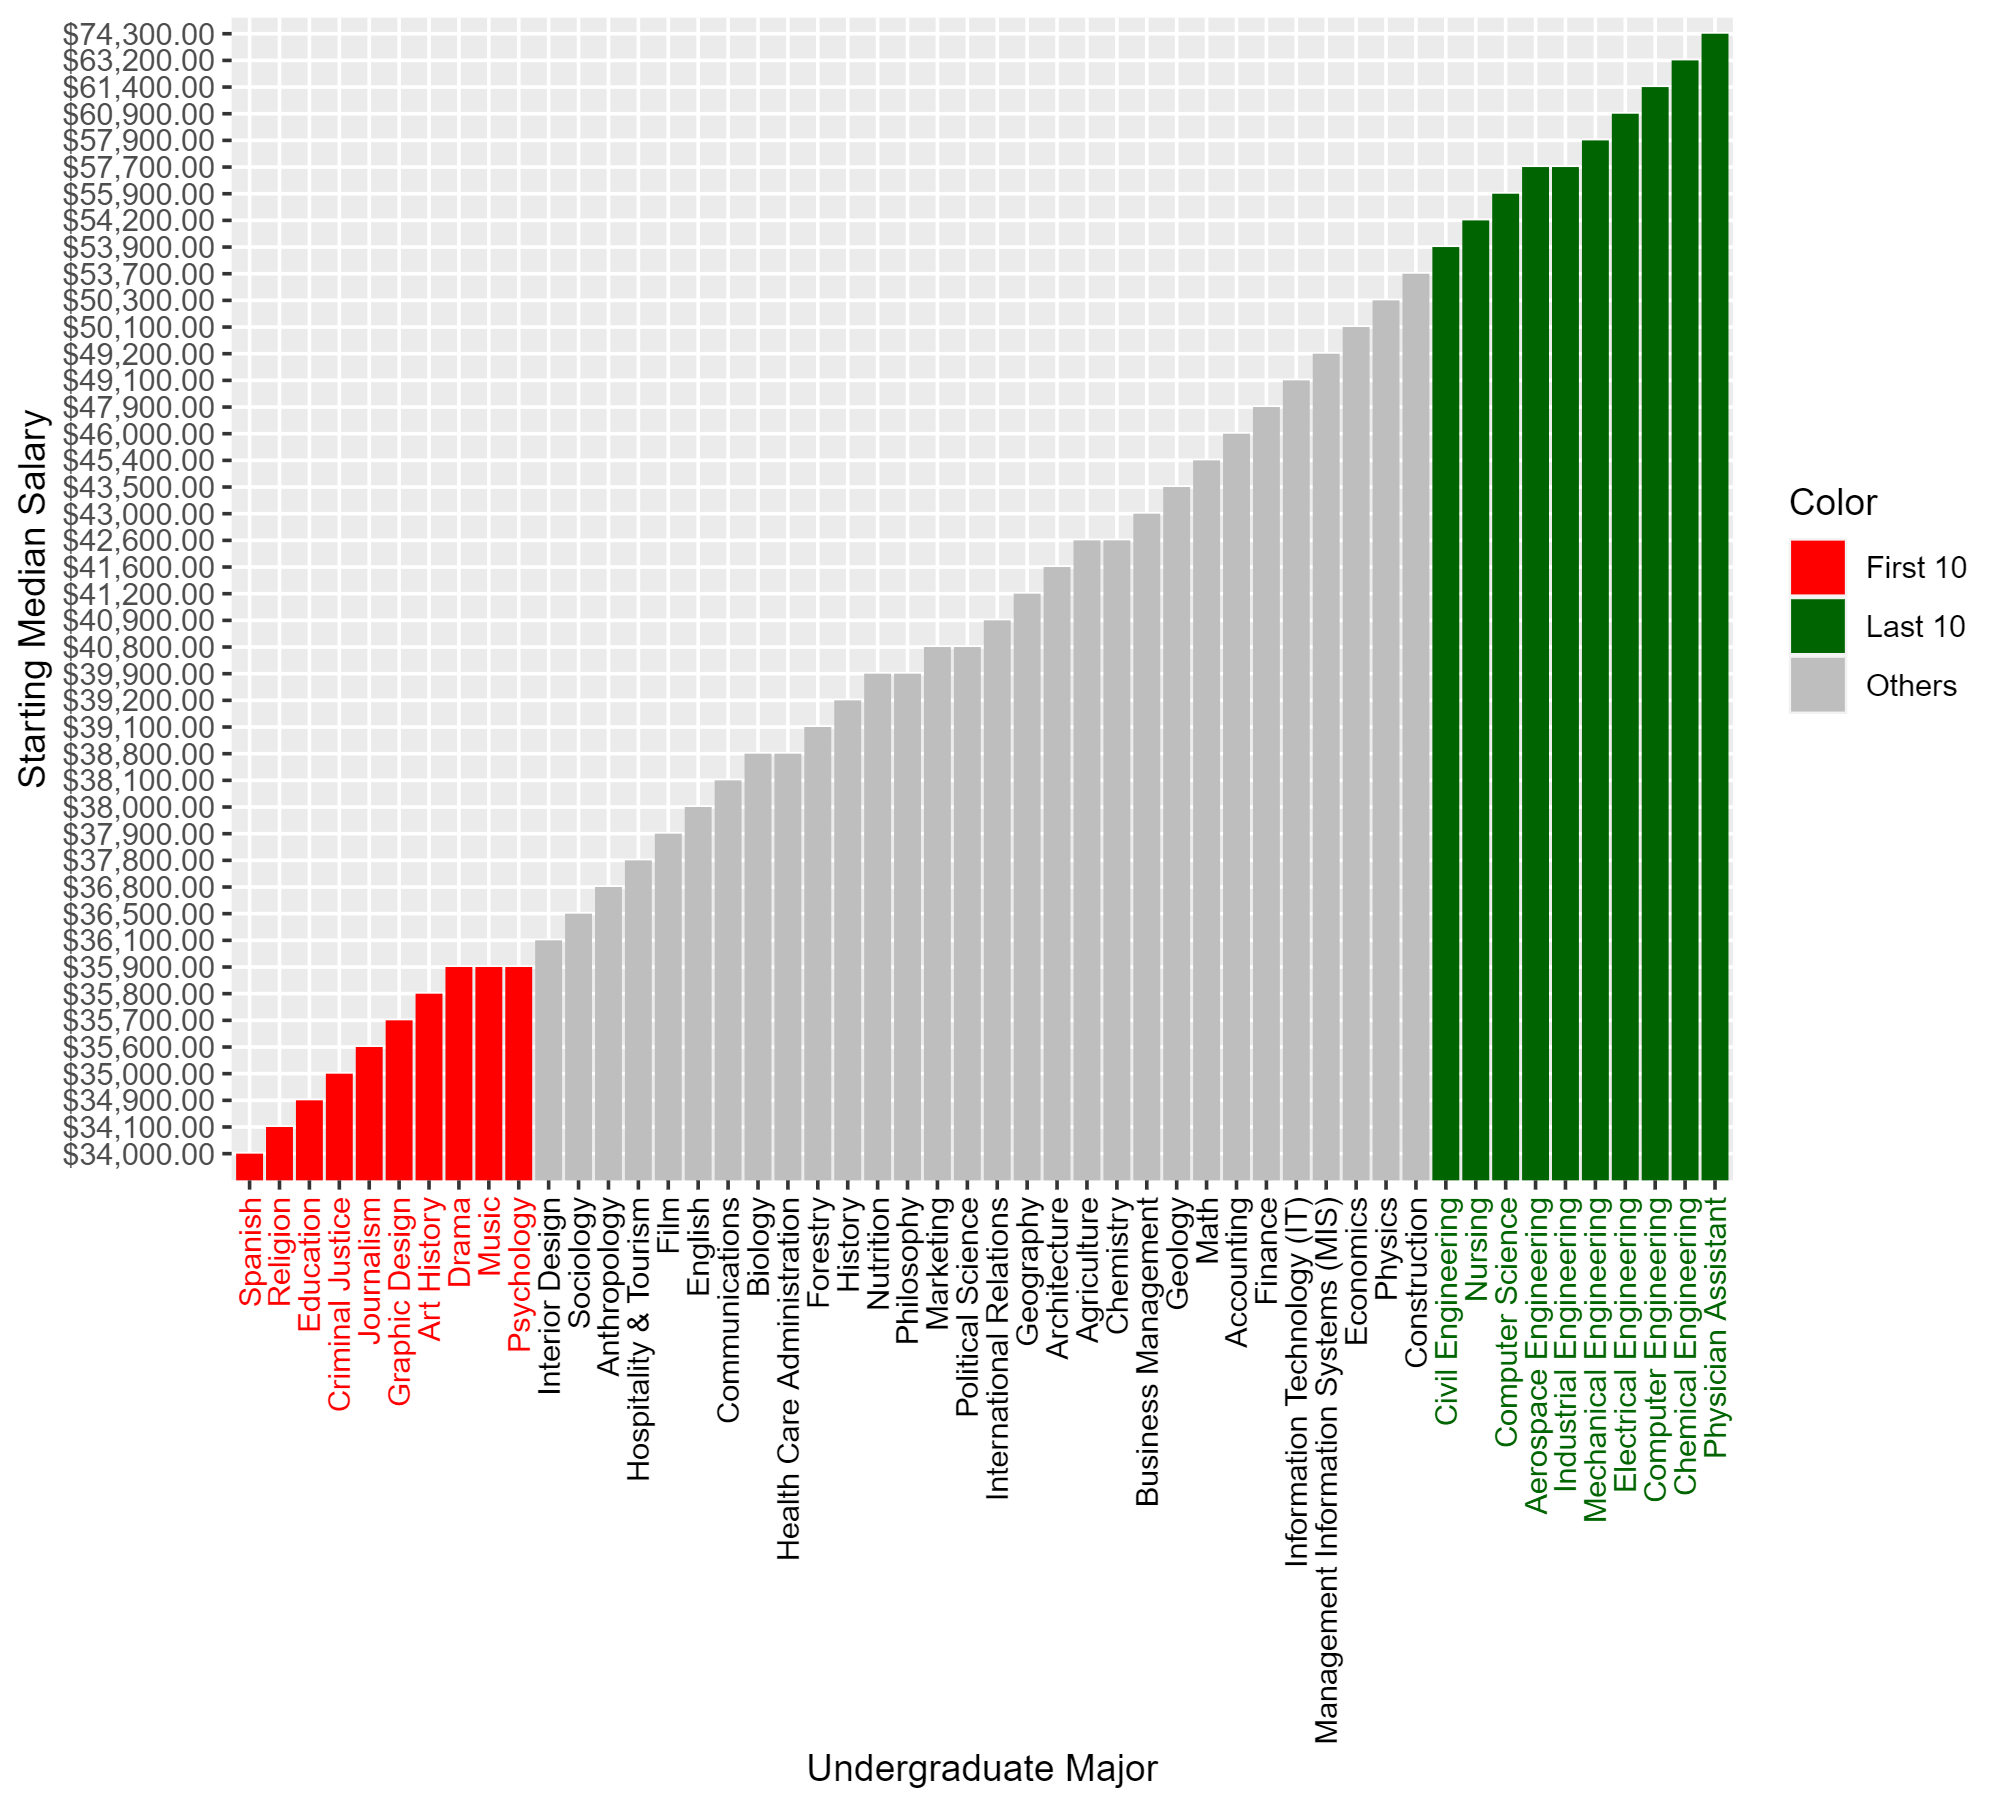 $74,300.00
$63,200.00
$61,400.00
$60,900.00
$57,900.00
$57,700.00
$55,900.00
$54,200.00
$53,900.00
$53,700.00
$50,300.00
$50,100.00
$49,200.00
$49,100.00
$47,900.00
$46,000.00
$45,400.00
$43,500.00
$43,000.00
$42,600.00
$41,600.00
$41,200.00
$40,900.00
$40,800.00
$39,900.00
$39,200.00
$39,100.00
$38,800.00
$38,100.00
$38,000.00
$37,900.00
$37,800.00
$36,800.00
$36,500.00
$36,100.00
$35,900.00
$35,800.00
$35,700.00
$35,600.00
$35,000.00
$34,900.00
$34,100.00
$34,000.00
Starting Median Salary
Spanish
Religion
Education
Criminal Justice
Journalism
Graphic Design
Art History
Drama
Music
Psychology
Interior Design
Sociology
Anthropology
Hospitality & Tourism
Film
English
Communications
Biology
Health Care Administration
Forestry
History
Nutrition
Philosophy
Marketing
Political Science
International Relations
Geography
Architecture
Agriculture
Chemistry
Business Management
Geology
Math
Accounting
Finance
Information Technology (IT)
Management Information Systems (MIS)
Economics
Physics
Construction
Civil Engineering
Nursing
Computer Science
Aerospace Engineering
Industrial Engineering
Mechanical Engineering
Electrical Engineering
Computer Engineering
Chemical Engineering
Physician Assistant
Undergraduate Major
Color
First 10
Last 10
Others